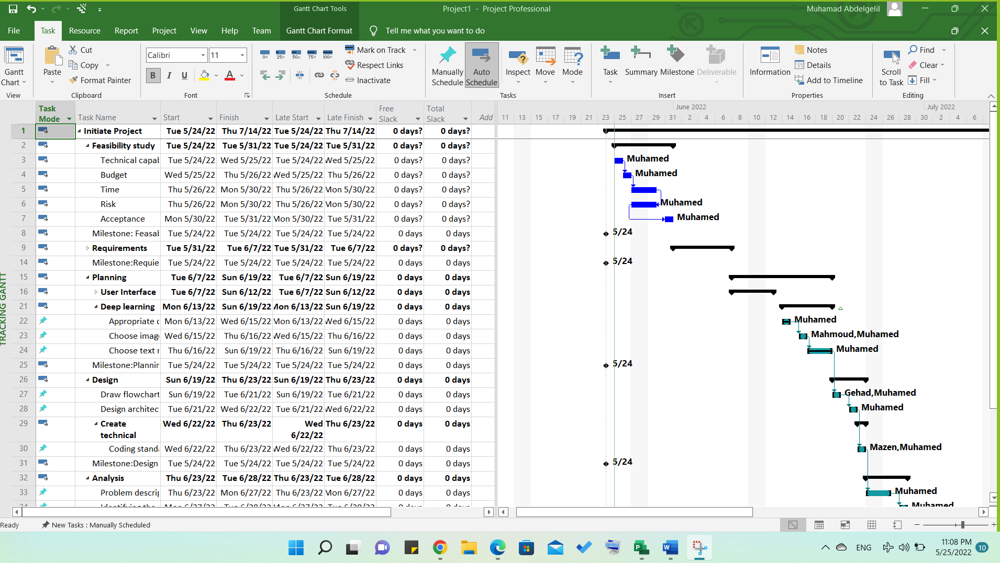 Gantt Chart Tools
Project1 - Project Professional
Muhamad Abdelgelil
File Task Resource Report Project View Help Team Gantt Chart Format Tell me what you want to do
Gantt Chart
View
Paste
Cut
Copy
Format Painter
Clipboard
Calibri 11
B I U A
Font
0% 25% 50% 75% 100%
Mark on Track
Respect Links
Inactivate
Schedule
Manually Schedule
Auto Schedule
Inspect
Move
Mode
Tasks
Task
Summary
Milestone
Deliverable
Insert
Information
Notes
Details
Add to Timeline
Properties
Scroll to Task
Find
Clear
Fill
Editing
Task Mode Task Name Start Finish Late Start Late Finish Free Slack Total Slack Add
June 2022 July 2022
11 13 15 17 19 21 23 25 27 29 31 2 4 6 8 10 12 14 16 18 20 22 24 26 28 30 2 4 6
1 Initiate Project Tue 5/24/22 Thu 7/14/22 Tue 5/24/22 Thu 7/14/22 0 days? 0 days?
2 Feasibility study Tue 5/24/22 Tue 5/31/22 Tue 5/24/22 Tue 5/31/22 0 days? 0 days?
3 Technical Tue 5/24/22 Wed 5/25/22 Tue 5/24/22 Wed 5/25/22 0 days? 0 days? Muhamed
4 Budget Wed 5/25/22 Thu 5/26/22 Wed 5/25/22 Thu 5/26/22 0 days? 0 days? Muhamed
5 Time Thu 5/26/22 Mon 5/30/22 Thu 5/26/22 Mon 5/30/22 0 days? 0 days?
6 Risk Thu 5/26/22 Mon 5/30/22 Thu 5/26/22 Mon 5/30/22 0 days? 0 days? Muhamed
7 Acceptance Mon 5/30/22 Tue 5/31/22 Mon 5/30/22 Tue 5/31/22 0 days? 0 days? Muhamed
8 Milestone: Feasab Tue 5/24/22 Tue 5/24/22 Tue 5/24/22 Tue 5/24/22 0 days 0 days 5/24
9 Requirements Tue 5/31/22 Tue 6/7/22 Tue 5/31/22 Tue 6/7/22 0 days? 0 days?
14 Milestone:Requie Tue 5/24/22 Tue 5/24/22 Tue 5/24/22 Tue 5/24/22 0 days 0 days 5/24
15 Planning Tue 6/7/22 Sun 6/19/22 Tue 6/7/22 Sun 6/19/22 0 days 0 days
16 User Interface Tue 6/7/22 Sun 6/12/22 Tue 6/7/22 Sun 6/12/22 0 days 0 days
21 Deep learning Mon 6/13/22 Sun 6/19/22 Mon 6/13/22 Sun 6/19/22 0 days 0 days
22 Appropriate Mon 6/13/22 Wed 6/15/22 Mon 6/13/22 Wed 6/15/22 0 days 0 days Muhamed
23 Choose imag Wed 6/15/22 Thu 6/16/22 Wed 6/15/22 Thu 6/16/22 0 days 0 days Mahmoud,Muhamed
24 Choose text Thu 6/16/22 Sun 6/19/22 Thu 6/16/22 Sun 6/19/22 0 days 0 days Muhamed
25 Milestone:Plannin Tue 5/24/22 Tue 5/24/22 Tue 5/24/22 Tue 5/24/22 0 days 0 days 5/24
26 Design Sun 6/19/22 Thu 6/23/22 Sun 6/19/22 Thu 6/23/22 0 days 0 days
27 Draw flowchart Sun 6/19/22 Tue 6/21/22 Sun 6/19/22 Tue 6/21/22 0 days 0 days Gehad,Muhamed
28 Design architec Tue 6/21/22 Wed 6/22/22 Tue 6/21/22 Wed 6/22/22 0 days 0 days Muhamed
29 Create technical Wed 6/22/22 Thu 6/23/22 Wed 6/22/22 Thu 6/23/22 0 days 0 days
30 Coding stand Wed 6/22/22 Thu 6/23/22 Wed 6/22/22 Thu 6/23/22 0 days 0 days Mazen,Muhamed
31 Milestone:Design Tue 5/24/22 Tue 5/24/22 Tue 5/24/22 Tue 5/24/22 0 days 0 days 5/24
32 Analysis Thu 6/23/22 Tue 6/28/22 Thu 6/23/22 Tue 6/28/22 0 days 0 days
33 Problem descrip Thu 6/23/22 Mon 6/27/22 Thu 6/23/22 Mon 6/27/22 0 days 0 days Muhamed
Muhamed
TRACKING GANTT
Ready New Tasks : Manually Scheduled
ENG
11:08 PM
5/25/2022
10